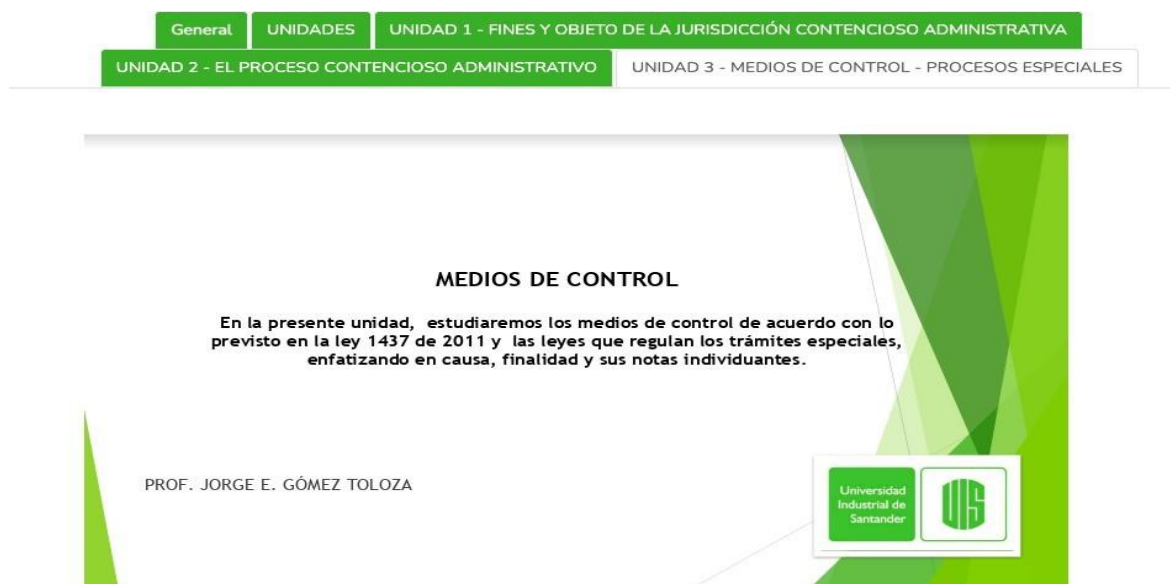 General
UNIDADES
UNIDAD 1 - FINES Y OBJETO DE LA JURISDICCIÓN CONTENCIOSO ADMINISTRATIVA
UNIDAD 2 - EL PROCESO CONTENCIOSO ADMINISTRATIVO
UNIDAD 3 - MEDIOS DE CONTROL - PROCESOS ESPECIALES
MEDIOS DE CONTROL
En la presente unidad, estudiaremos los medios de control de acuerdo con lo
previsto en la ley 1437 de 2011 y las leyes que regulan los trámites especiales,
enfatizando en causa, finalidad y sus notas individuantes.
PROF. JORGE E. GÓMEZ TOLOZA
Universidad
Industrial de
Santander
UIS